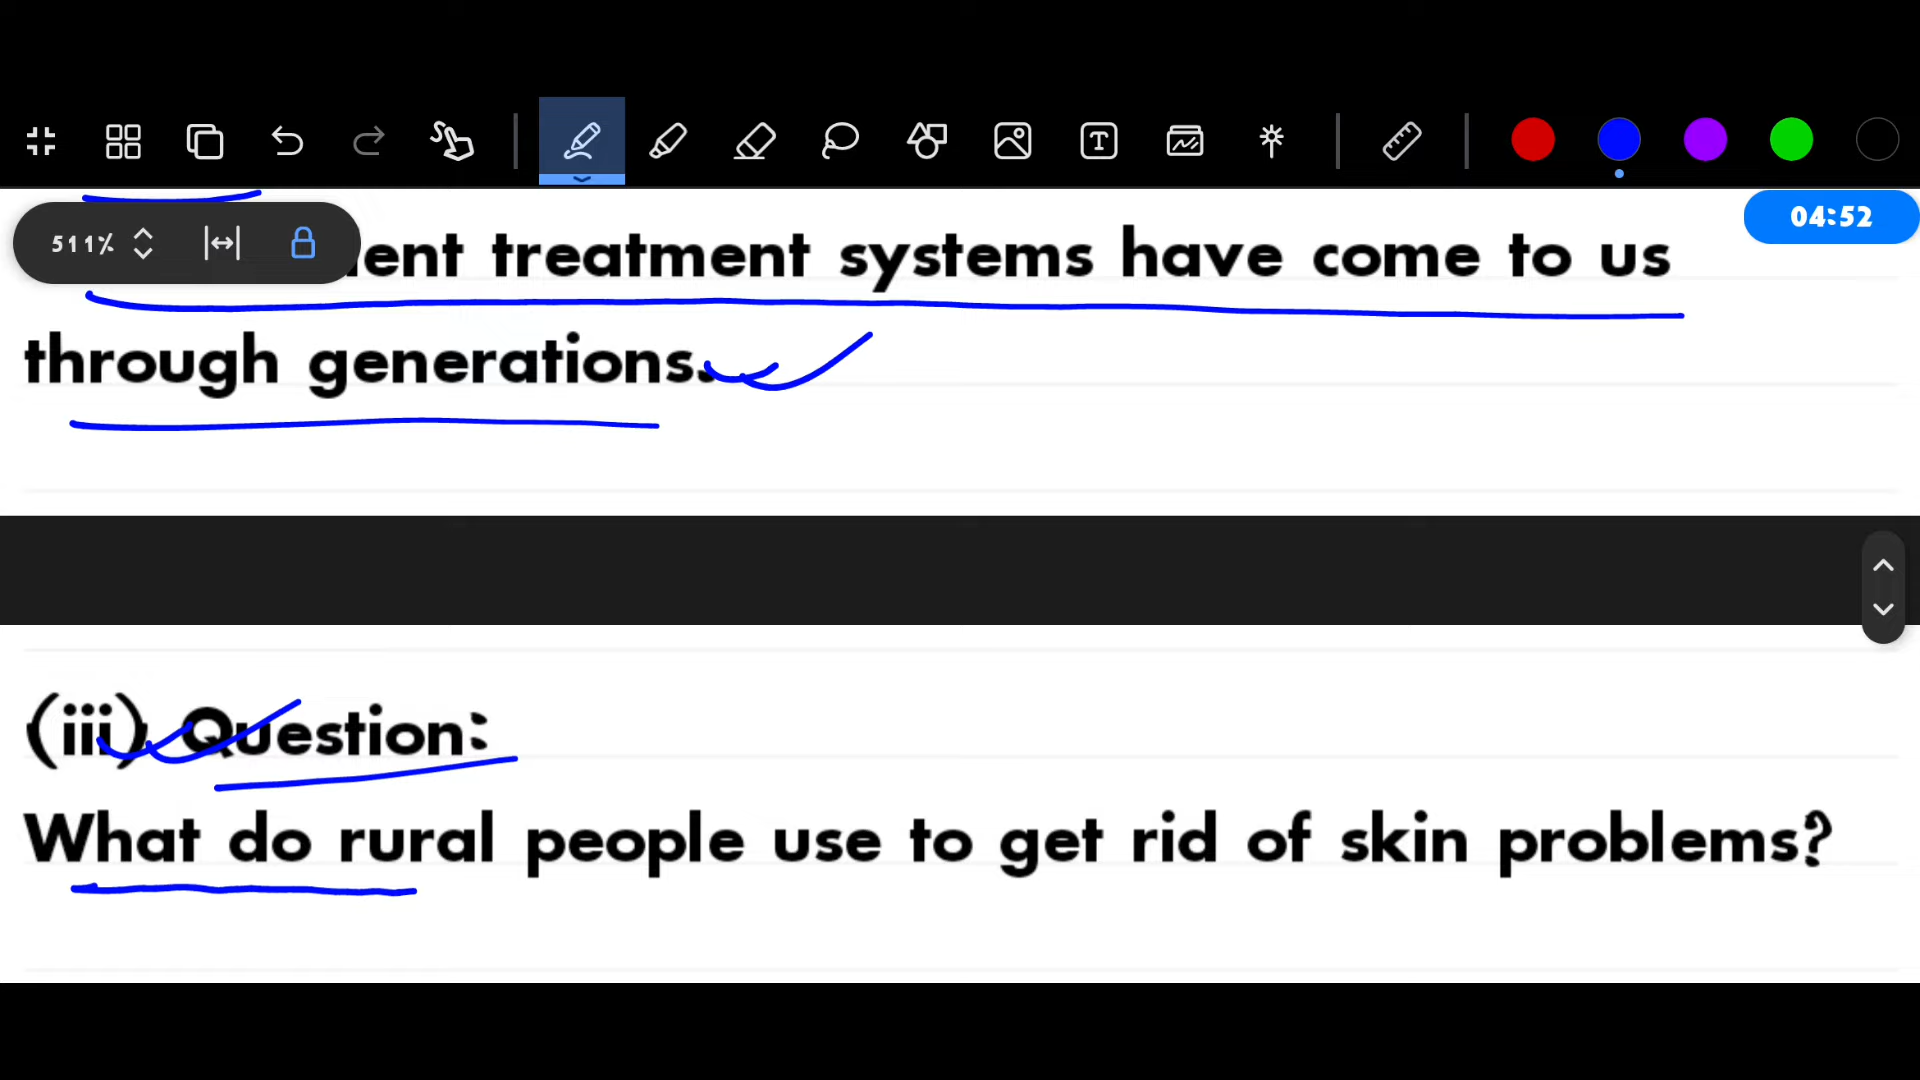 04:52
511%
ent treatment systems have come to us
through generations.
(iii) Question:
What do rural people use to get rid of skin problems?